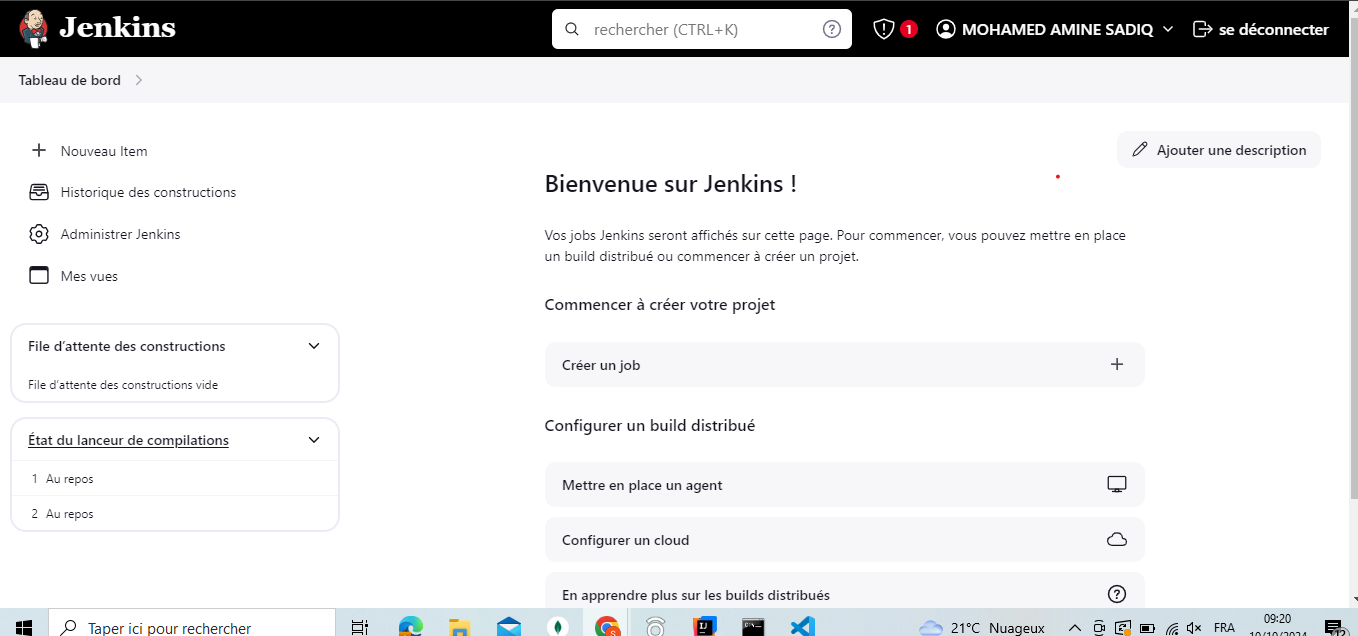 Jenkins
rechercher (CTRL+K)
1
MOHAMED AMINE SADIQ
se déconnecter
Tableau de bord
Nouveau Item
Historique des constructions
Administrer Jenkins
Mes vues
File d'attente des constructions
File d'attente des constructions vide
État du lanceur de compilations
1 Au repos
2 Au repos
Ajouter une description
Bienvenue sur Jenkins !
Vos jobs Jenkins seront affichés sur cette page. Pour commencer, vous pouvez mettre en place
un build distribué ou commencer à créer un projet.
Commencer à créer votre projet
Créer un job
Configurer un build distribué
Mettre en place un agent
Configurer un cloud
En apprendre plus sur les builds distribués
Taper ici pour rechercher
21°C Nuageux
FRA
09:20
10/10/2024